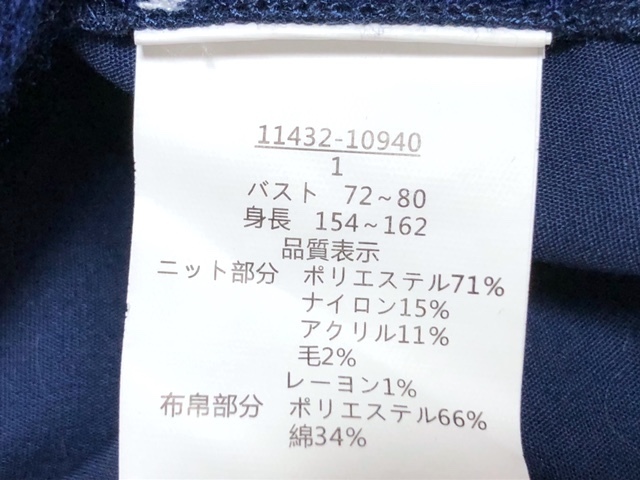 11432-10940
1
バスト 72~80
身長 154~162
品質表示
ニット部分 ポリエステル71%
ナイロン15%
アクリル11%
毛2%
レーヨン1%
布帛部分 ポリエステル66%
綿34%